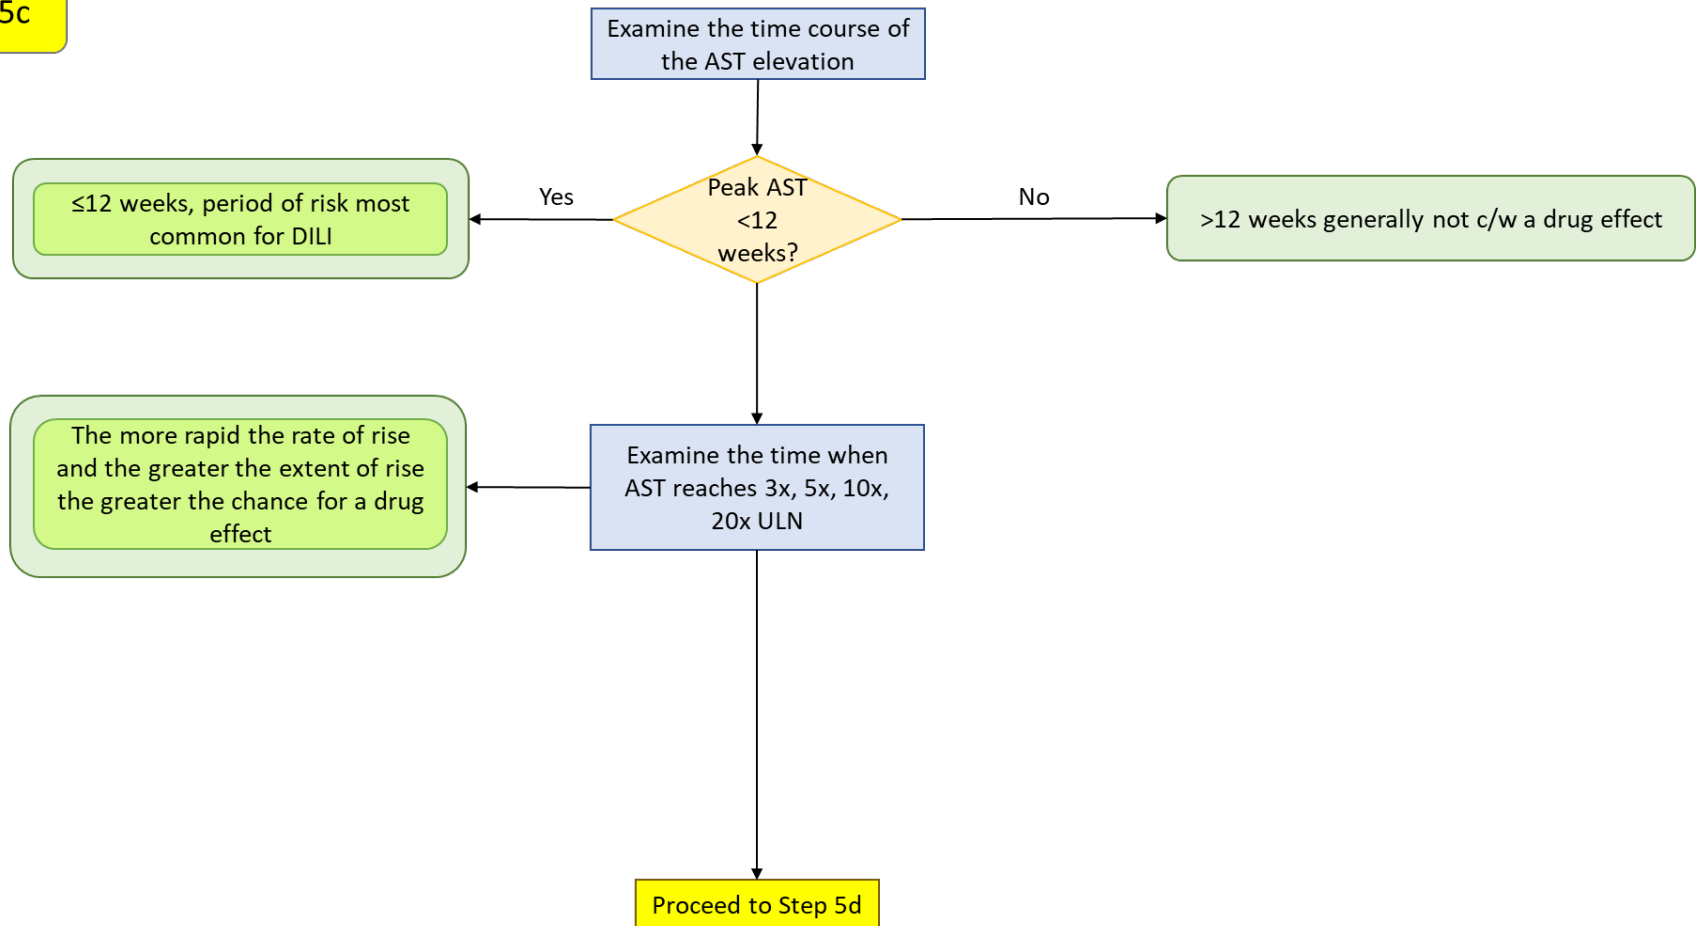 5c
Examine the time course of
the AST elevation
Peak AST
<12
weeks?
Yes
No
≤12 weeks, period of risk most
common for DILI
>12 weeks generally not c/w a drug effect
The more rapid the rate of rise
and the greater the extent of rise
the greater the chance for a drug
effect
Examine the time when
AST reaches 3x, 5x, 10x,
20x ULN
Proceed to Step 5d